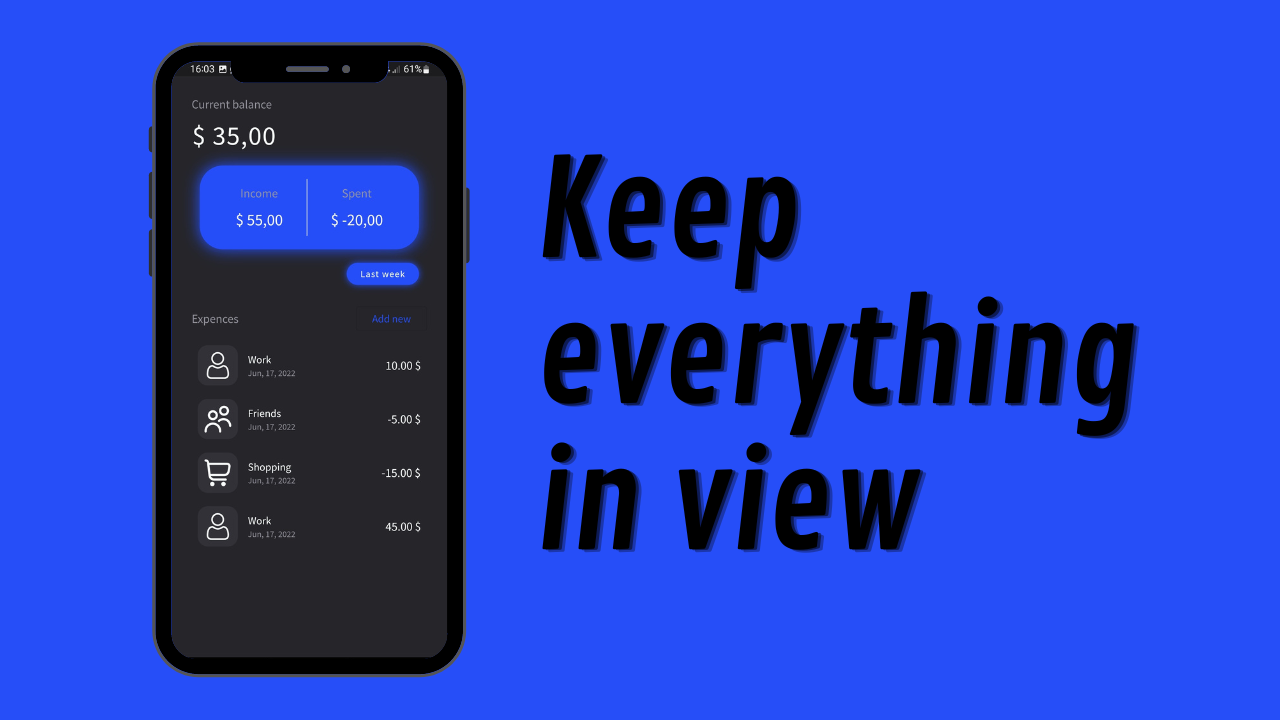 16:03 61%
Current balance
$ 35,00
Income Spent
$ 55,00 $ -20,00
Last week
Expences Add new
Work
Jun, 17, 2022 10.00 $
Friends
Jun, 17, 2022 -5.00 $
Shopping
Jun, 17, 2022 -15.00 $
Work
Jun, 17, 2022 45.00 $
Keep
everything
in view